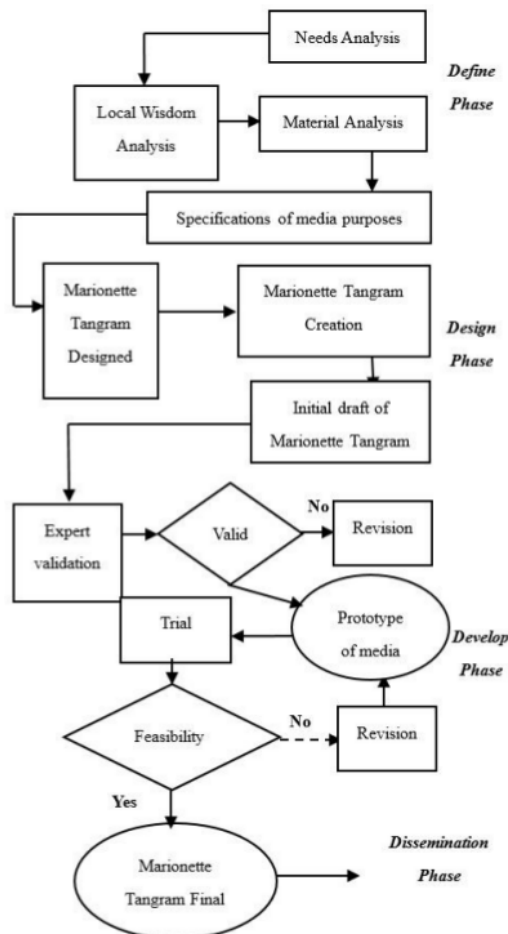 Needs Analysis
Define
Phase
Local Wisdom
Analysis
Material Analysis
Specifications of media purposes
Marionette
Tangram
Designed
Marionette Tangram
Creation
Design
Phase
Initial draft of
Marionette Tangram
Expert
validation
Valid
No
Revision
Trial
Prototype
of media
Develop
Phase
Feasibility
No
Revision
Yes
Marionette
Tangram Final
Dissemination
Phase